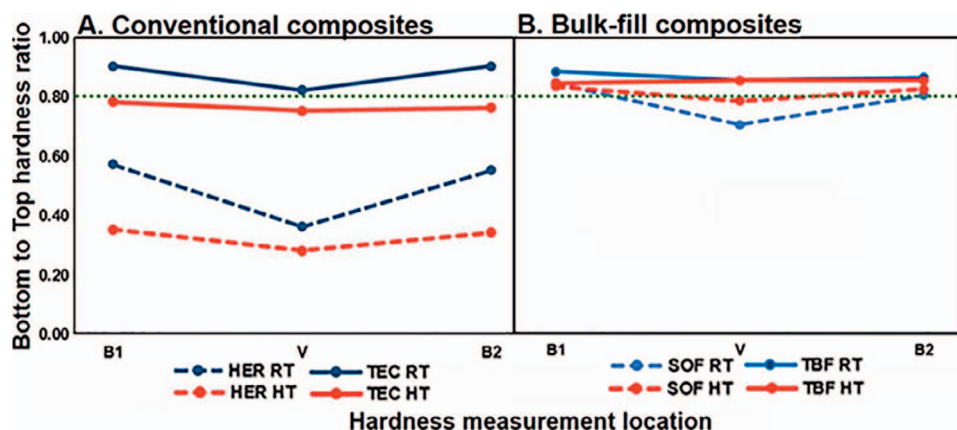 A. Conventional composites
B. Bulk-fill composites
Bottom to Top hardness ratio
1.00
0.80
0.60
0.40
0.20
0.00
B1 V B2
B1 V B2
HER RT TEC RT
HER HT TEC HT
SOF RT TBF RT
SOF HT TBF HT
Hardness measurement location